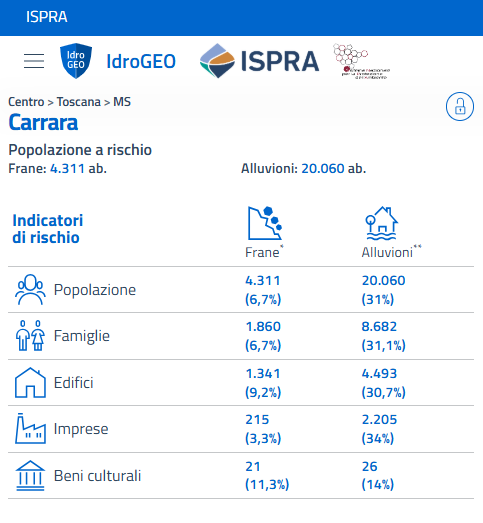 ISPRA
Idro
GEO
IdroGEO
ISPRA
Centro > Toscana > MS
Carrara
Popolazione a rischio
Frane: 4.311 ab.
Alluvioni: 20.060 ab.
Indicatori
di rischio
Frane*
Alluvioni**
Popolazione
4.311
(6,7%)
20.060
(31%)
Famiglie
1.860
(6,7%)
8.682
(31,1%)
Edifici
1.341
(9,2%)
4.493
(30,7%)
Imprese
215
(3,3%)
2.205
(34%)
Beni culturali
21
(11,3%)
26
(14%)